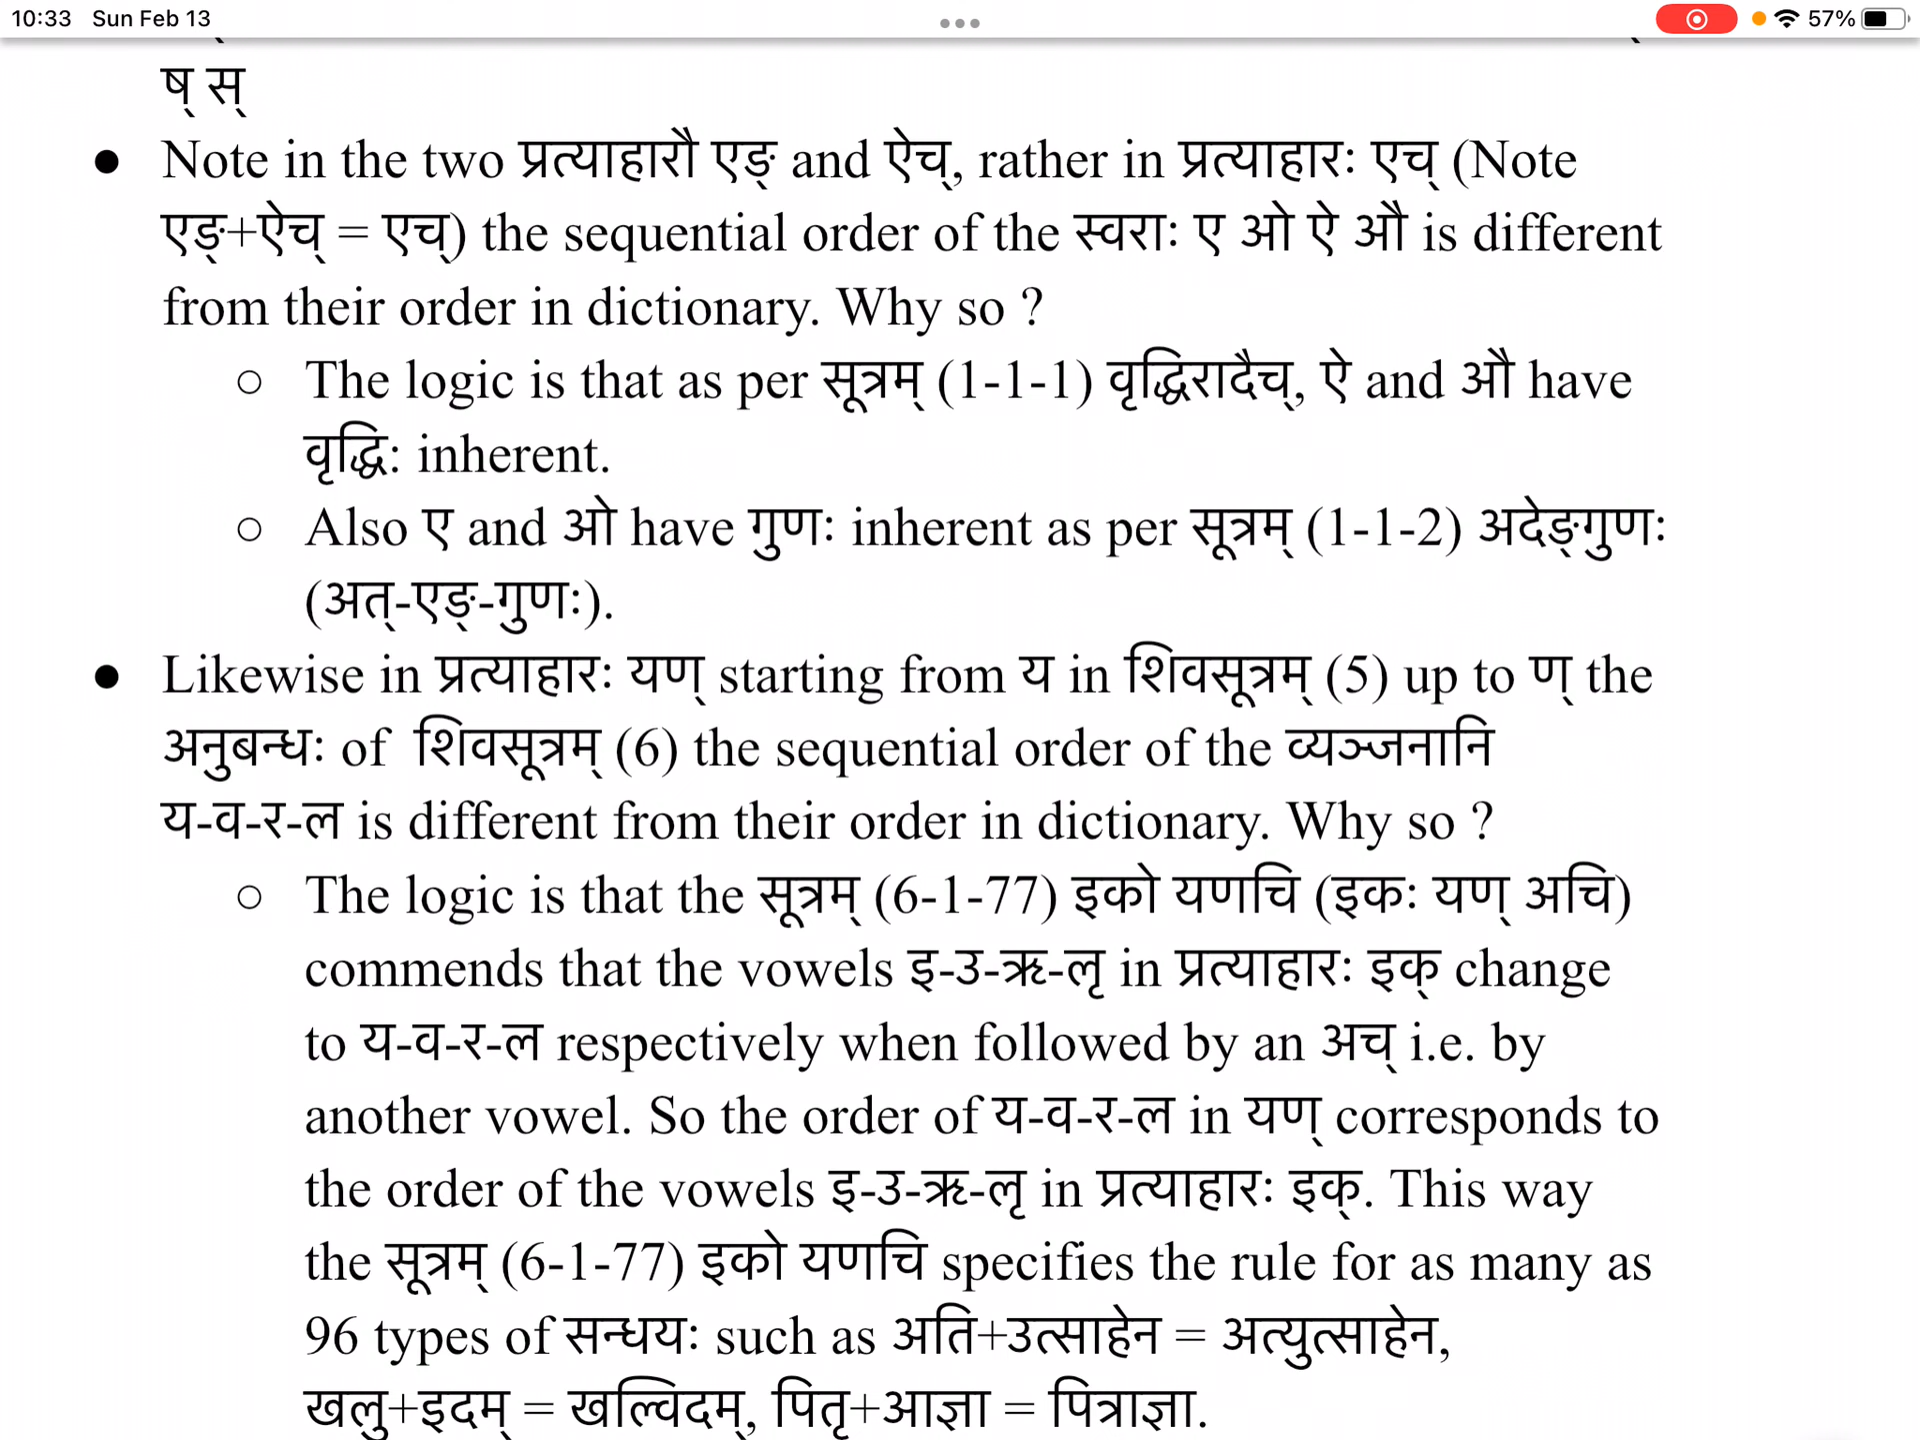 10:33 Sun Feb 13 57%
ष् स्
● Note in the two प्रत्याहारौ एङ् and ऐच्, rather in प्रत्याहारः एच् (Note
एङ्+ऐच् = एच्) the sequential order of the स्वराः ए ओ ऐ औ is different
from their order in dictionary. Why so ?
○ The logic is that as per सूत्रम् (1-1-1) वृद्धिरादैच्, ऐ and औ have
वृद्धि: inherent.
○ Also ए and ओ have गुणः inherent as per सूत्रम् (1-1-2) अदेङ्गुणः
(अत्-एङ्-गुणः).
● Likewise in प्रत्याहारः यण् starting from य in शिवसूत्रम् (5) up to ण् the
अनुबन्धः of शिवसूत्रम् (6) the sequential order of the व्यञ्जनानि
य-व-र-ल is different from their order in dictionary. Why so ?
○ The logic is that the सूत्रम् (6-1-77) इको यणचि (इकः यण् अचि)
commends that the vowels इ-उ-ऋ-लृ in प्रत्याहारः इक् change
to य-व-र-ल respectively when followed by an अच् i.e. by
another vowel. So the order of य-व-र-ल in यण् corresponds to
the order of the vowels इ-उ-ऋ-लृ in प्रत्याहारः इक्. This way
the सूत्रम् (6-1-77) इको यणचि specifies the rule for as many as
96 types of सन्धयः such as अति+उत्साहेन = अत्युत्साहेन,
खलु+इदम् = खल्विदम्, पितृ+आज्ञा = पित्राज्ञा.